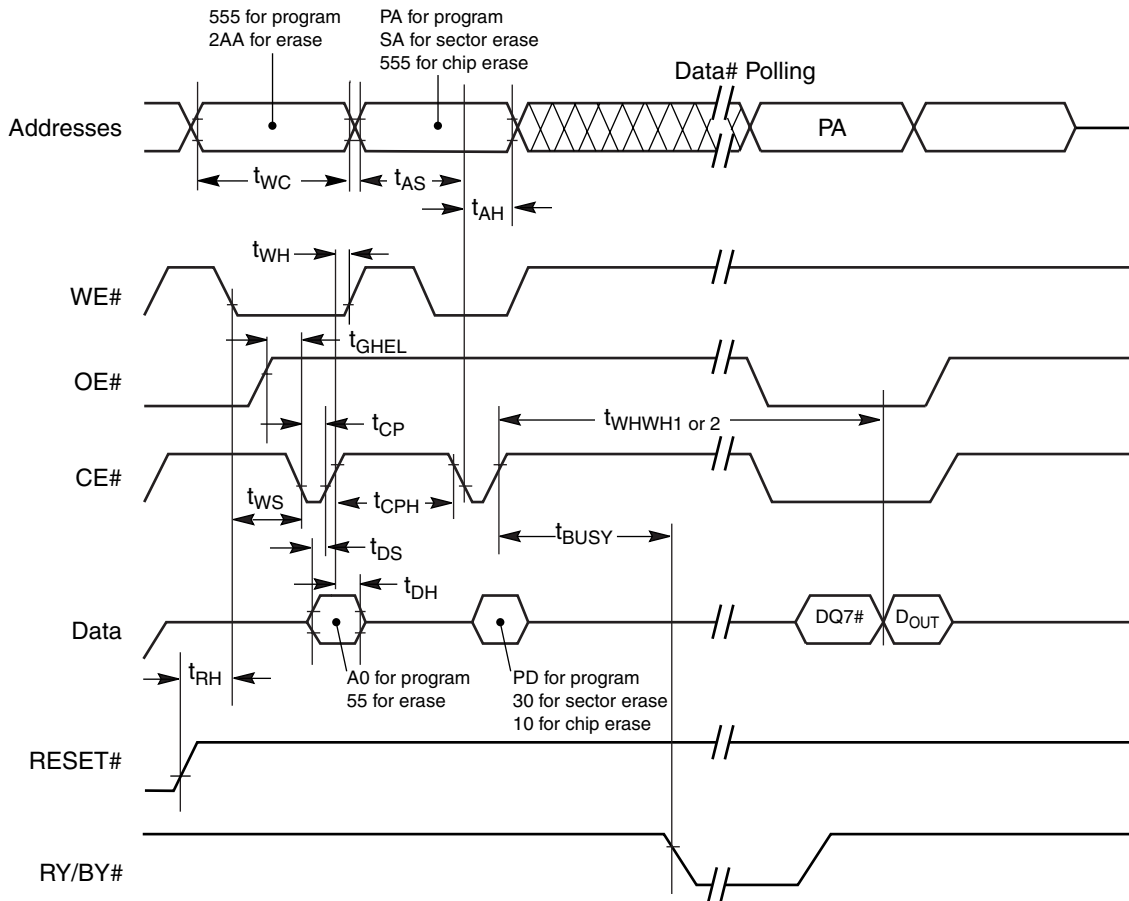 555 for program
2AA for erase
PA for program
SA for sector erase
555 for chip erase
Data# Polling
Addresses
PA
tWC
tAS
tAH
tWH
WE#
tGHEL
OE#
tWHWH1 or 2
tCP
CE#
tWS
tCPH
tBUSY
tDS
tDH
Data
DQ7#
DOUT
tRH
A0 for program
55 for erase
PD for program
30 for sector erase
10 for chip erase
RESET#
RY/BY#